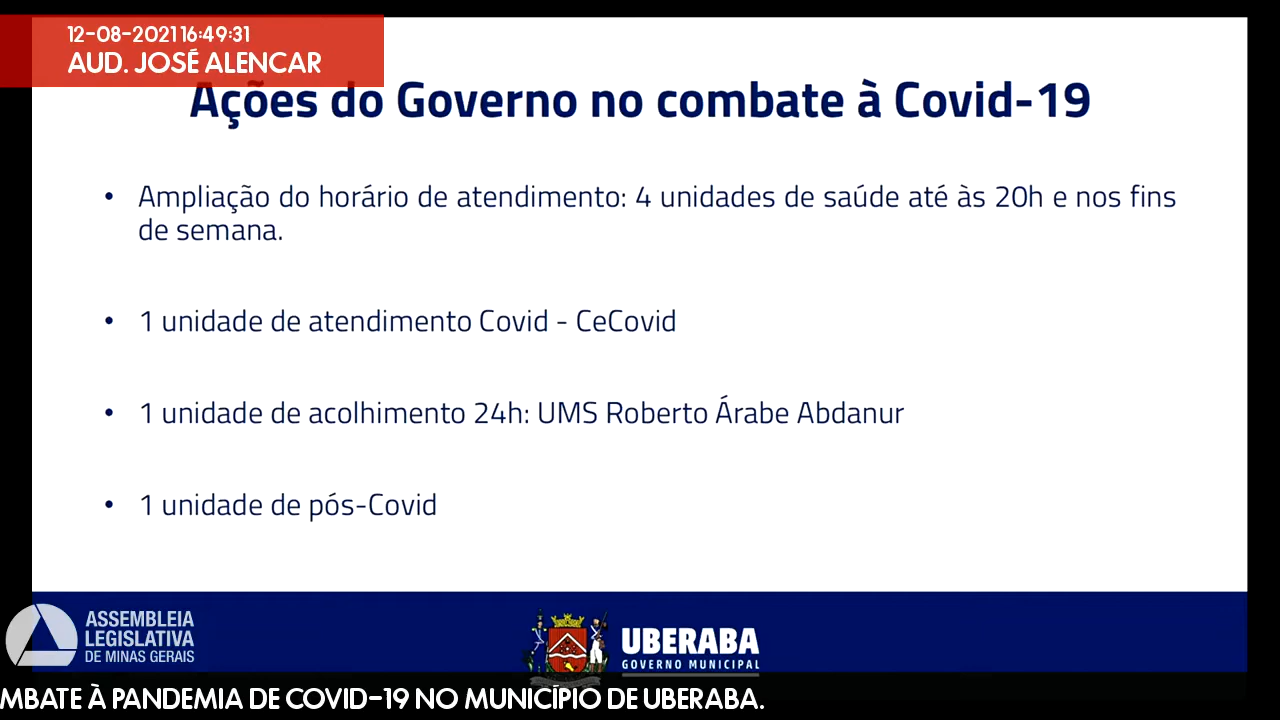 12-08-2021 16:49:31
AUD. JOSÉ ALENCAR
Ações do Governo no combate à Covid-19
• Ampliação do horário de atendimento: 4 unidades de saúde até às 20h e nos fins
de semana.
• 1 unidade de atendimento Covid - CeCovid
• 1 unidade de acolhimento 24h: UMS Roberto Árabe Abdanur
• 1 unidade de pós-Covid
ASSEMBLEIA
LEGISLATIVA
DE MINAS GERAIS
UBERABA
GOVERNO MUNICIPAL
MBATE À PANDEMIA DE COVID-19 NO MUNICÍPIO DE UBERABA.